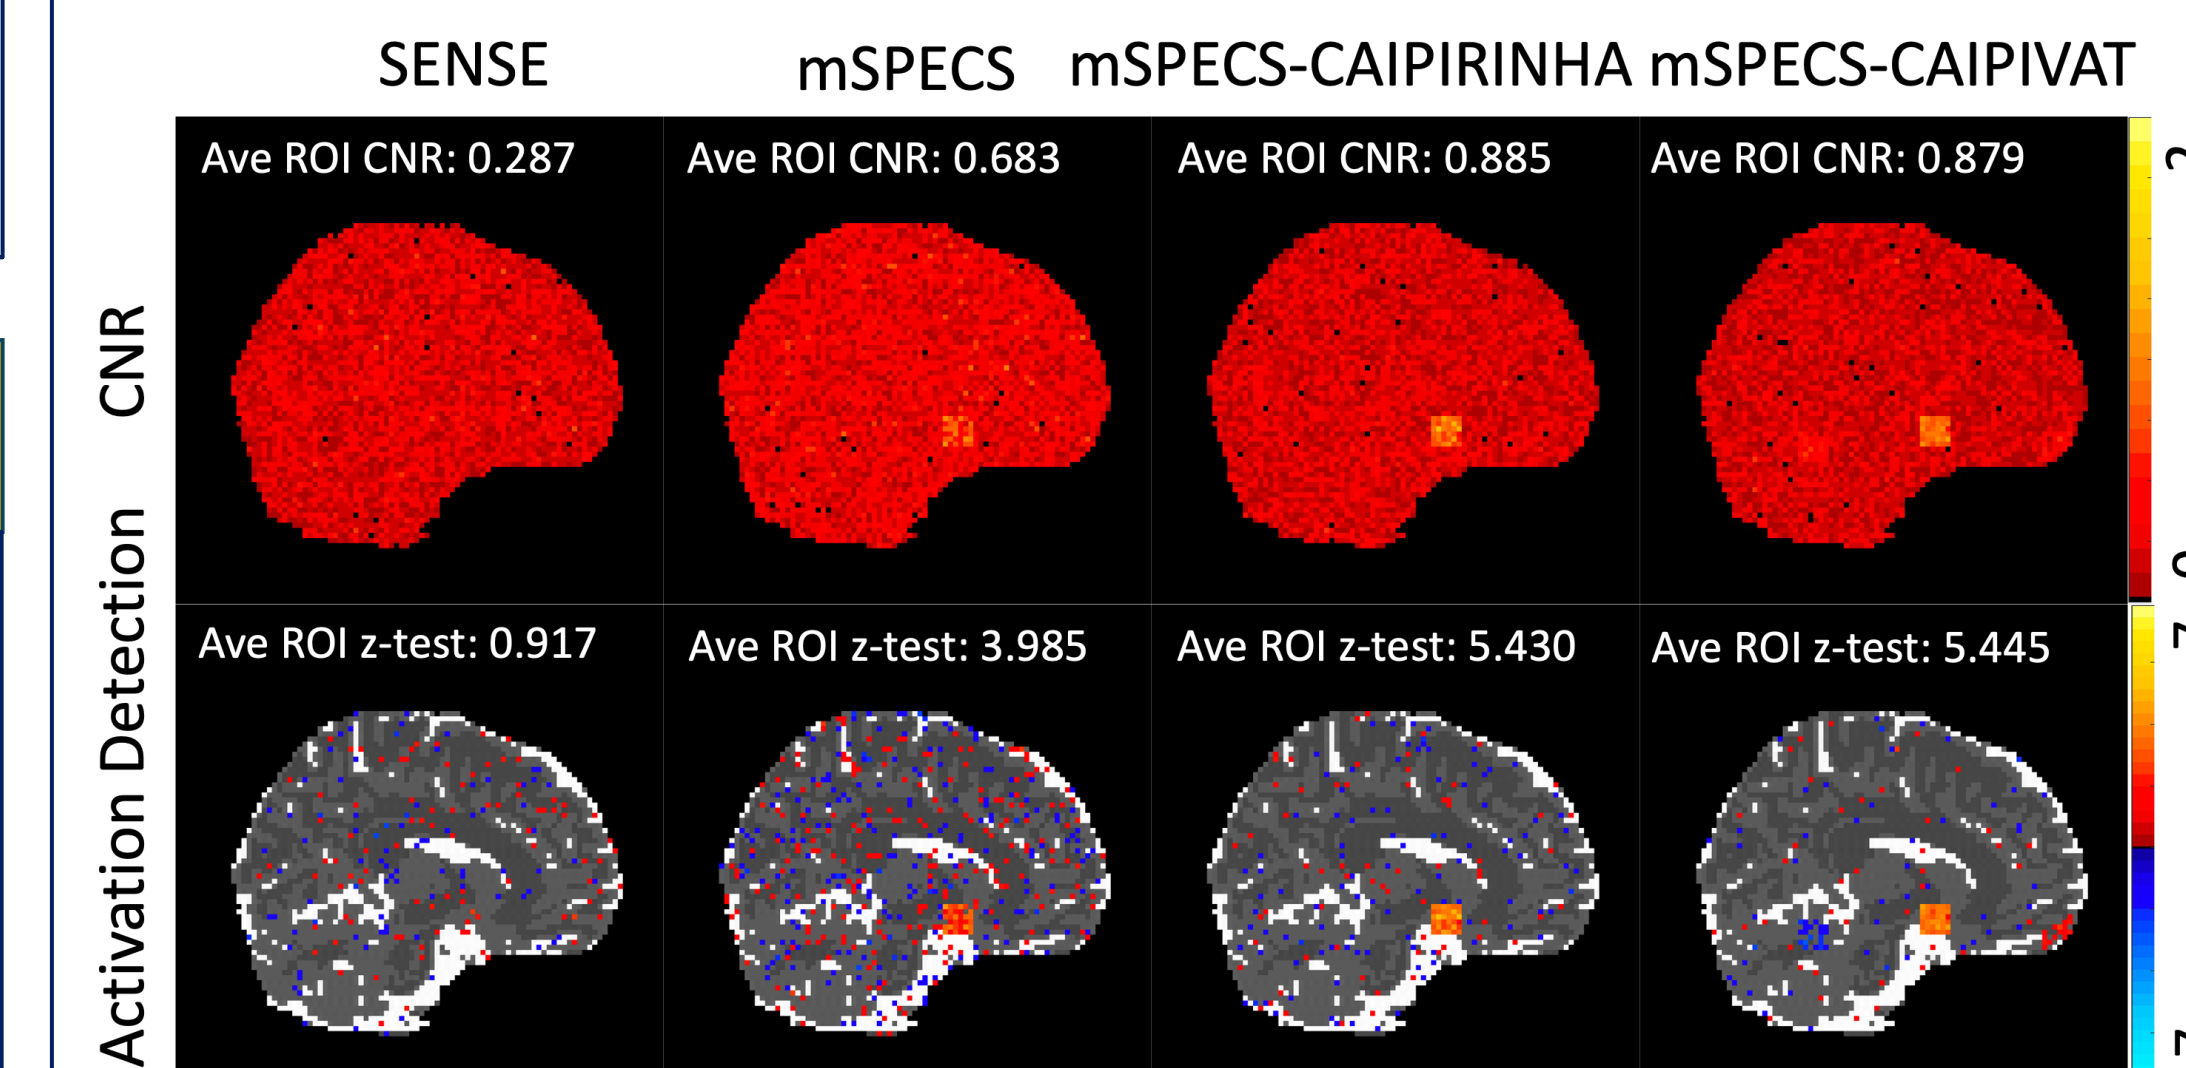 SENSE mSPECS mSPECS-CAIPIRINHA mSPECS-CAIPIVAT
CNR
Ave ROI CNR: 0.287
Ave ROI CNR: 0.683
Ave ROI CNR: 0.885
Ave ROI CNR: 0.879
Activation Detection
Ave ROI z-test: 0.917
Ave ROI z-test: 3.985
Ave ROI z-test: 5.430
Ave ROI z-test: 5.445